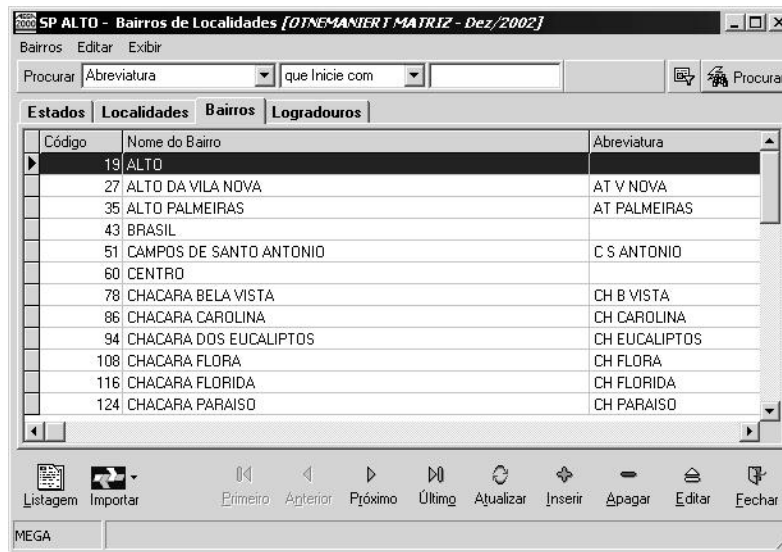 SP ALTO - Bairros de Localidades [OTNEMANIERT MATRIZ - Dez/2002]
Bairros Editar Exibir
Procurar Abreviatura que Inicie com Procurar
Estados Localidades Bairros Logradouros
Código Nome do Bairro Abreviatura
19 ALTO
27 ALTO DA VILA NOVA AT V NOVA
35 ALTO PALMEIRAS AT PALMEIRAS
43 BRASIL
51 CAMPOS DE SANTO ANTONIO C S ANTONIO
60 CENTRO
78 CHACARA BELA VISTA CH B VISTA
86 CHACARA CAROLINA CH CAROLINA
94 CHACARA DOS EUCALIPTOS CH EUCALIPTOS
108 CHACARA FLORA CH FLORA
116 CHACARA FLORIDA CH FLORIDA
124 CHACARA PARAISO CH PARAISO
Listagem Importar Primeiro Anterior Próximo Último Atualizar Inserir Apagar Editar Fechar
MEGA